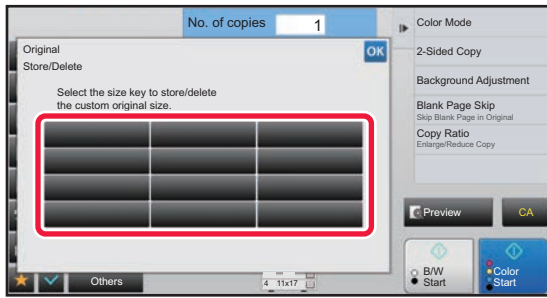 No. of copies 1
Original
OK
Store/Delete
Select the size key to store/delete
the custom original size.
Color Mode
2-Sided Copy
Background Adjustment
Blank Page Skip
Skip Blank Page in Original
Copy Ratio
Enlarge/Reduce Copy
Preview
CA
B/W
Start
Color
Start
Others
4 11x17